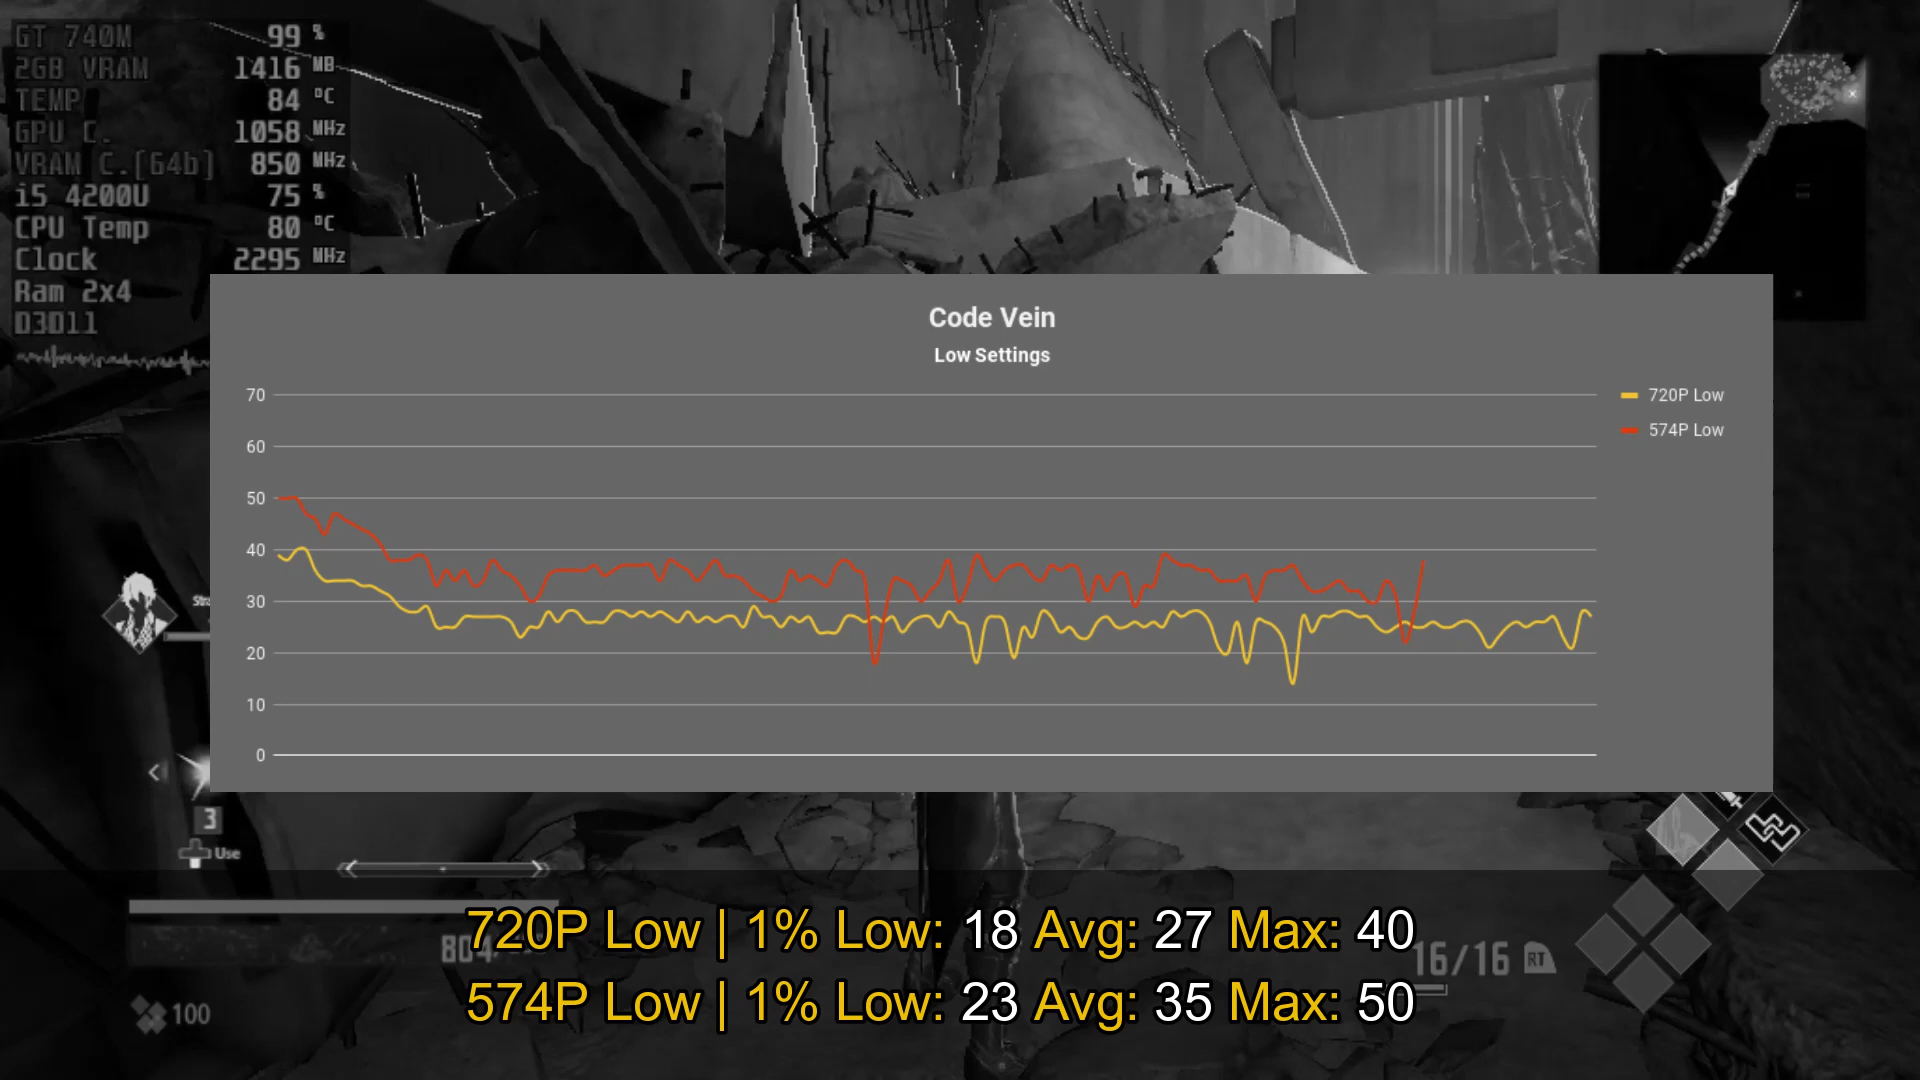 GT 740M 99 %
2GB VRAM 1416 MB
TEMP 84 °C
GPU C. 1058 MHz
VRAM C.[64b] 850 MHz
i5 4200U 75 %
CPU Temp 80 °C
Clock 2295 MHz
Ram 2x4
D3D11
Code Vein
Low Settings
70
60
50
40
30
20
10
0
720P Low
574P Low
3
Use
100
16/16 RT
720P Low | 1% Low: 18 Avg: 27 Max: 40
574P Low | 1% Low: 23 Avg: 35 Max: 50